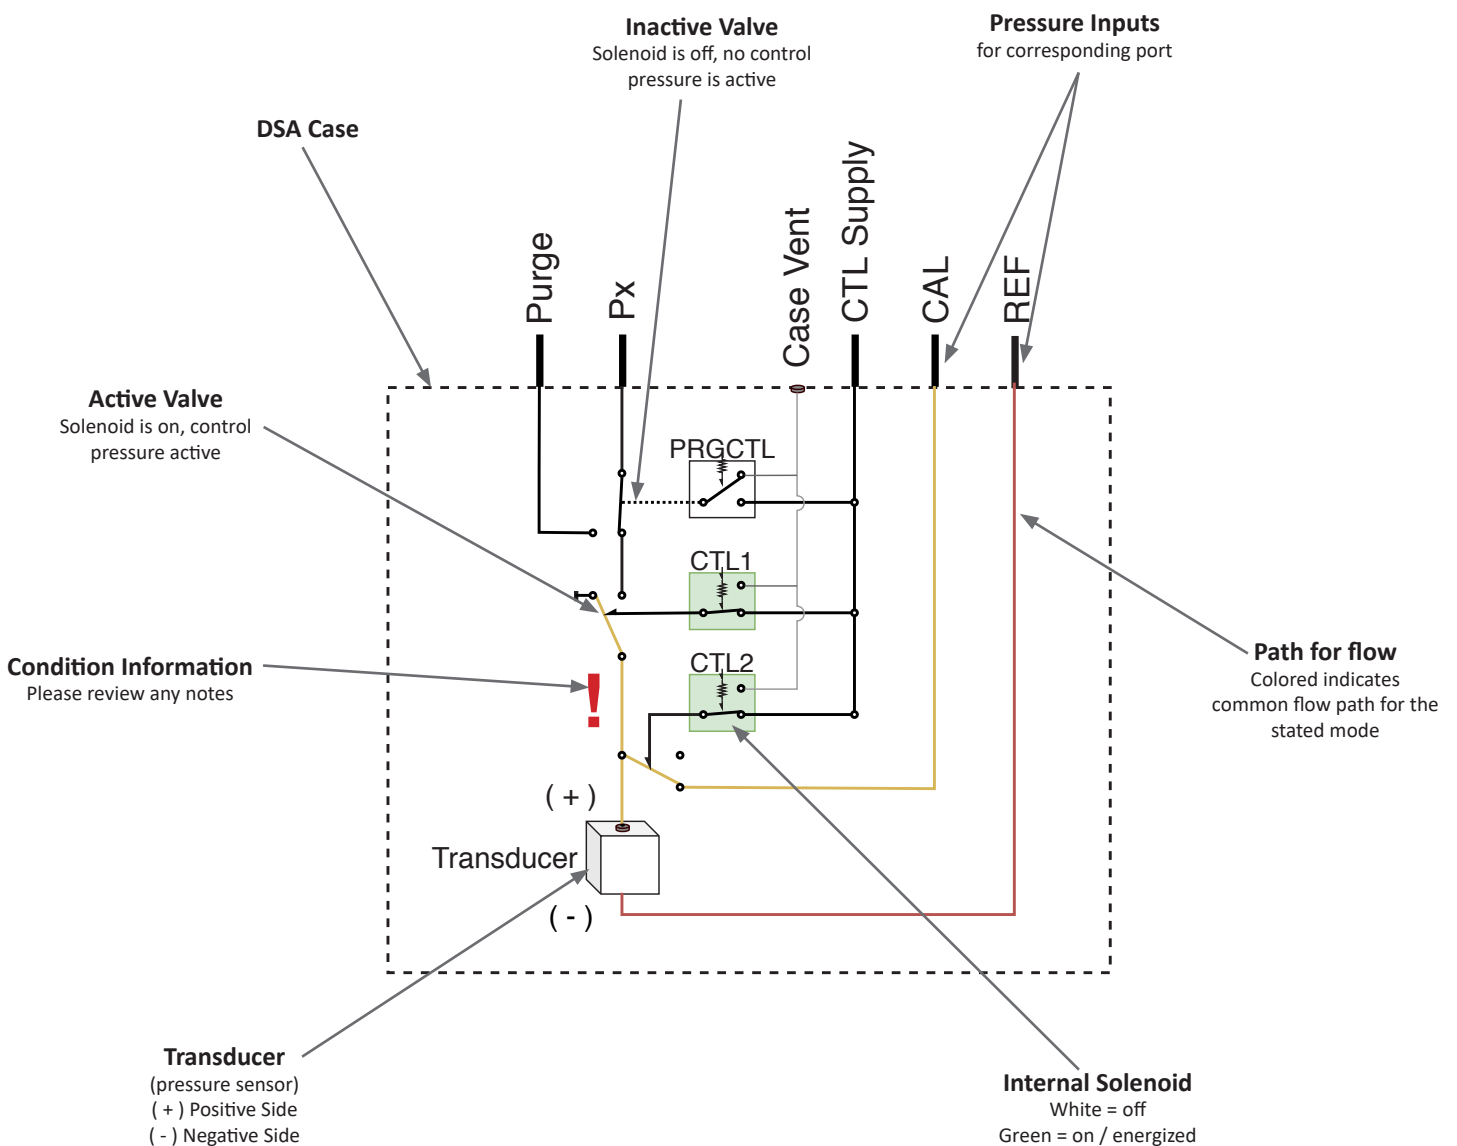 Inactive Valve
Solenoid is off, no control
pressure is active
Pressure Inputs
for corresponding port
DSA Case
Purge
Px
Case Vent
CTL Supply
CAL
REF
Active Valve
Solenoid is on, control
pressure active
PRGCTL
CTL1
CTL2
Condition Information
Please review any notes
!
Path for flow
Colored indicates
common flow path for the
stated mode
( + )
Transducer
( - )
Transducer
(pressure sensor)
( + ) Positive Side
( - ) Negative Side
Internal Solenoid
White = off
Green = on / energized